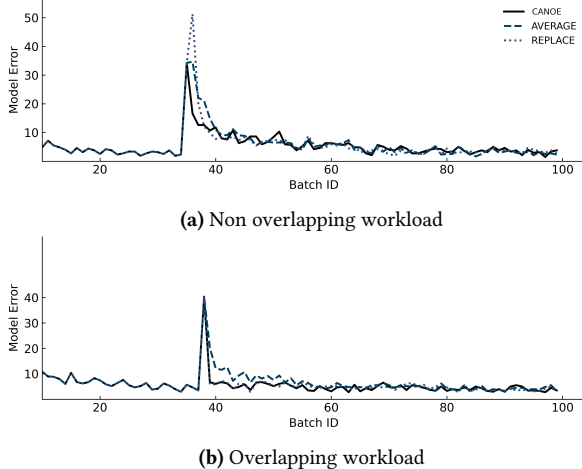 50
40
30
20
10
Model Error
CANOE
AVERAGE
REPLACE
20
40
60
80
100
Batch ID
(a) Non overlapping workload
40
30
20
10
Model Error
20
40
60
80
100
Batch ID
(b) Overlapping workload